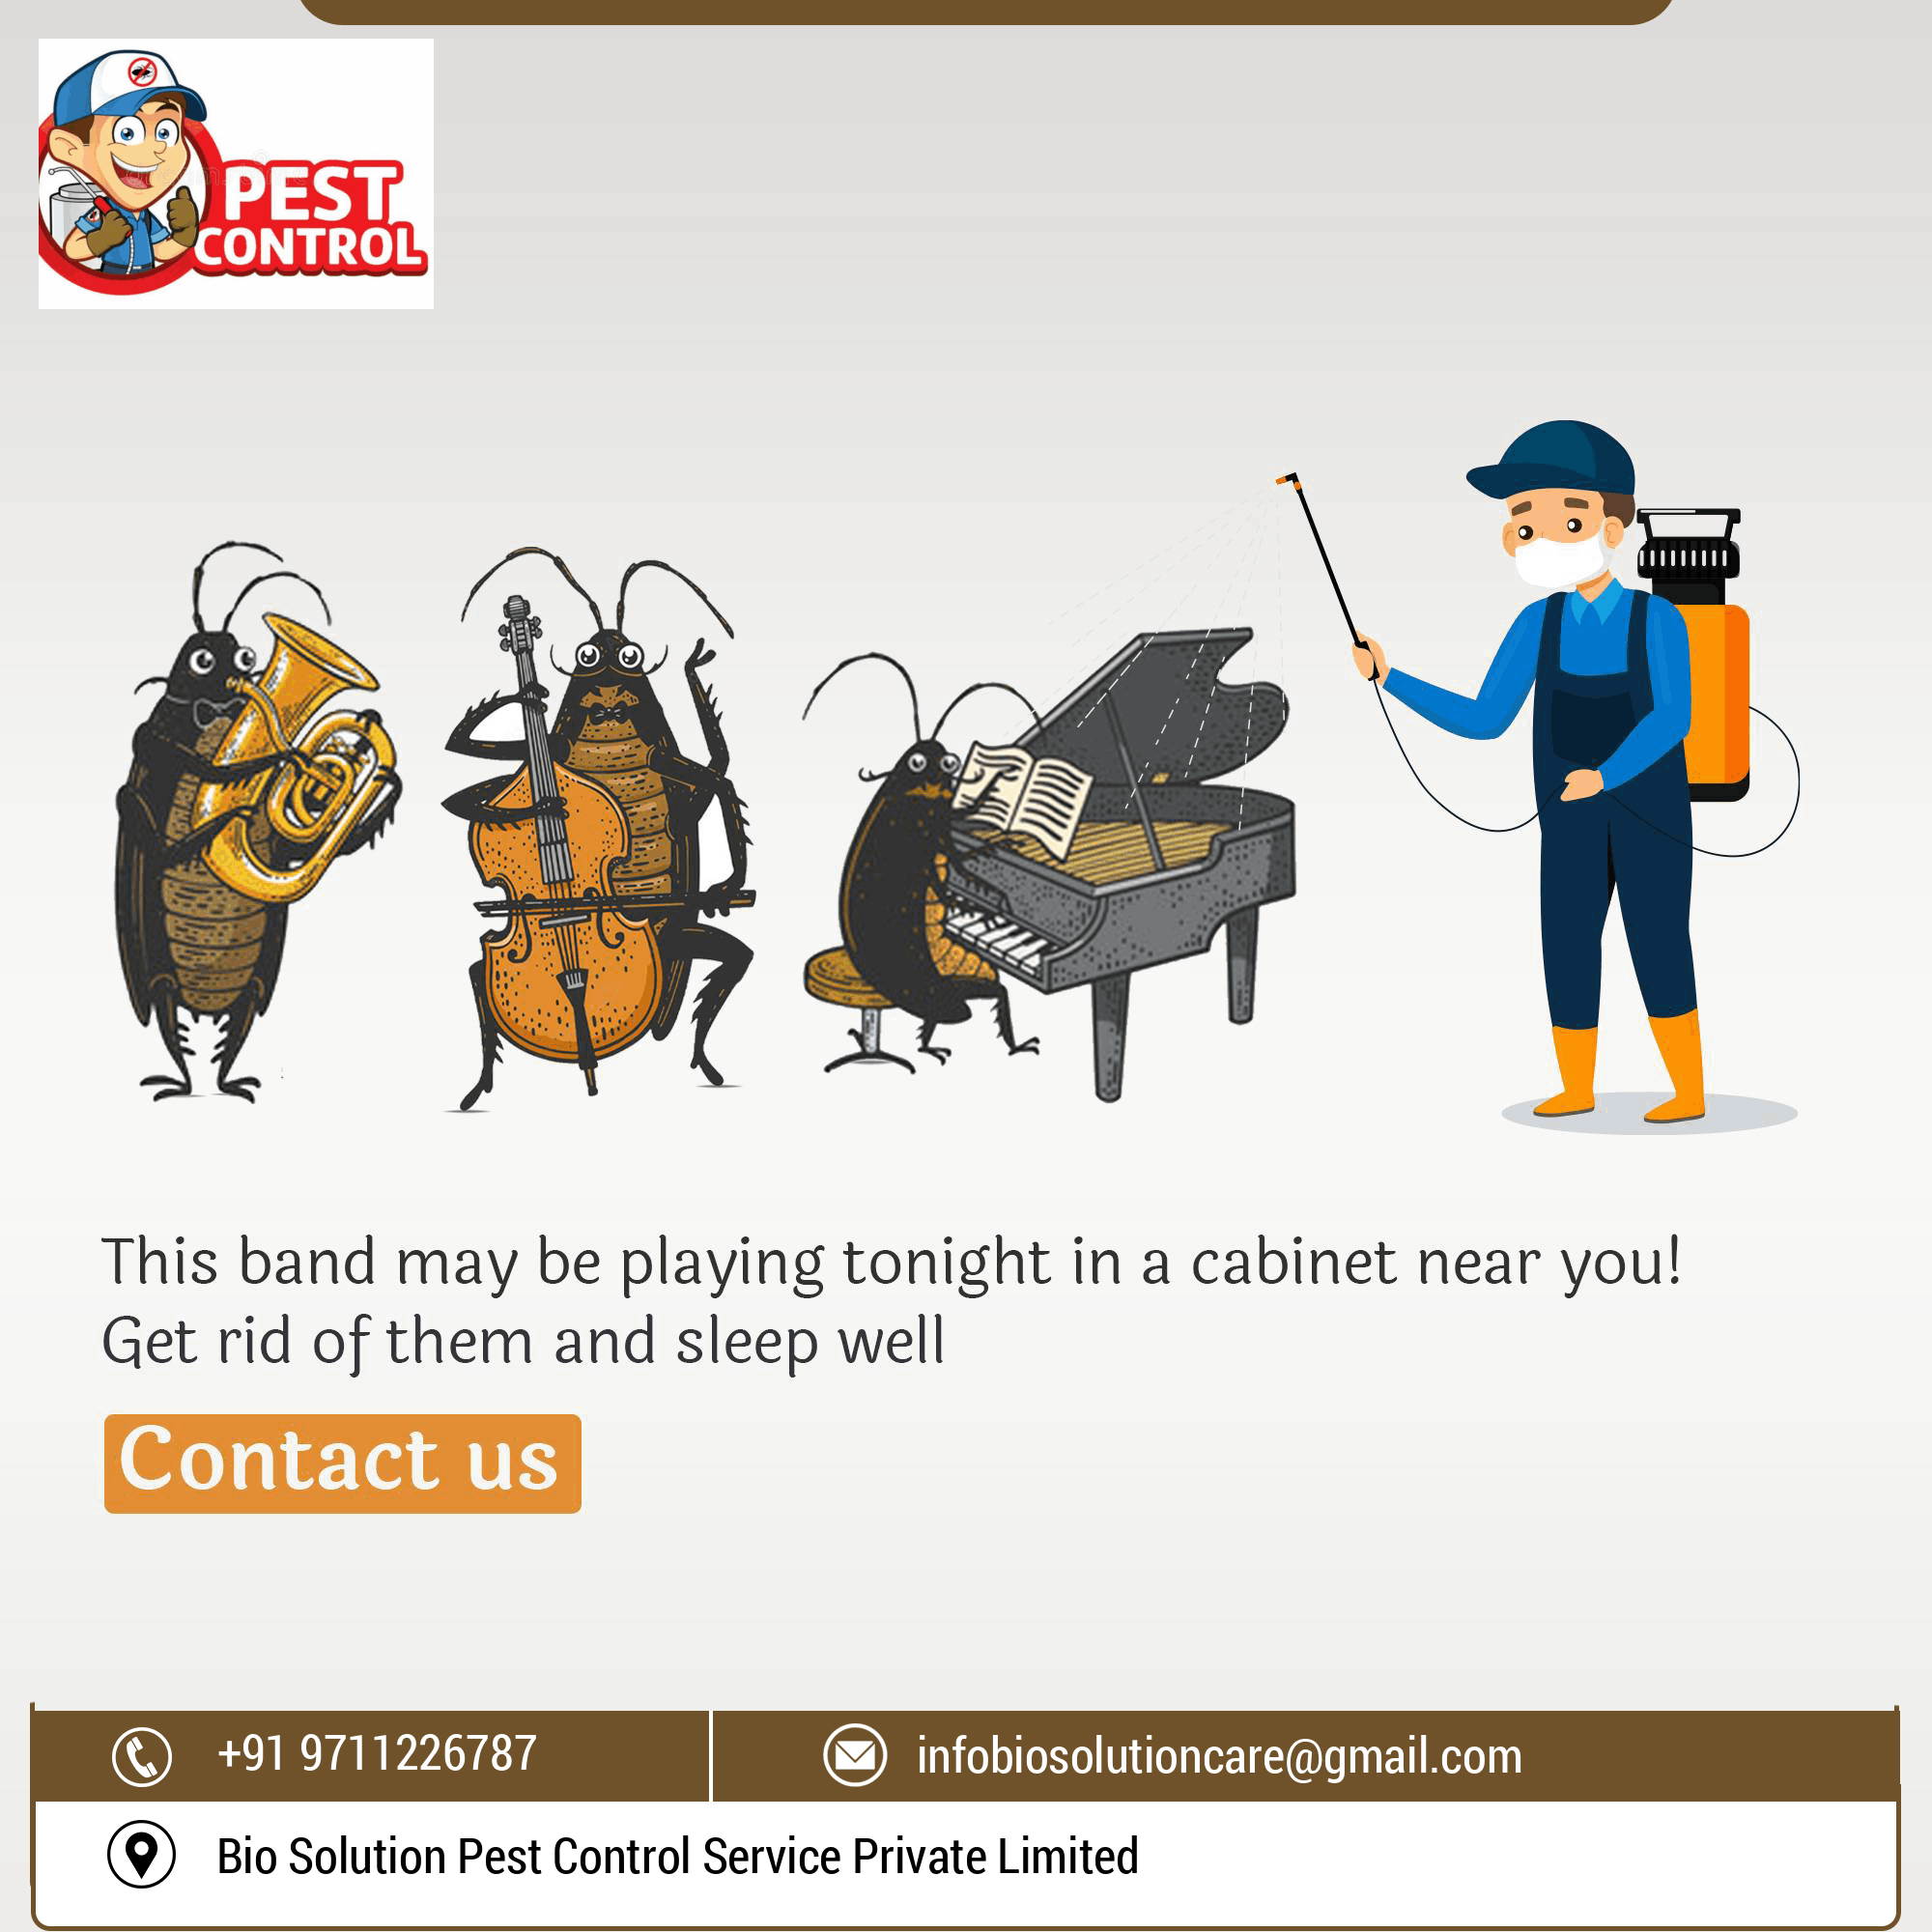 PEST
CONTROL
This band may be playing tonight in a cabinet near you!
Get rid of them and sleep well
Contact us
+91 9711226787
infobiosolutioncare@gmail.com
Bio Solution Pest Control Service Private Limited